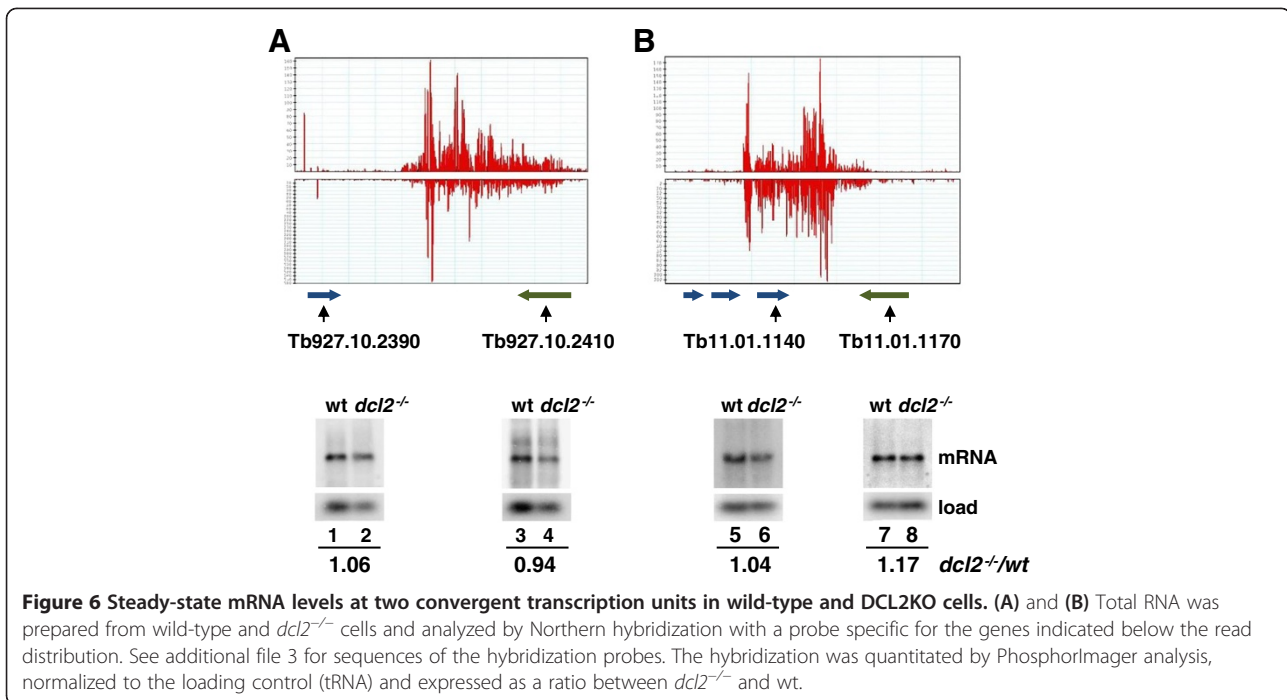 A
B
Tb927.10.2390
Tb927.10.2410
Tb11.01.1140
Tb11.01.1170
wt dcl2-/-
wt dcl2-/-
wt dcl2-/-
wt dcl2-/-
mRNA
load
1 2
3 4
5 6
7 8
1.06
0.94
1.04
1.17
dcl2-/-/wt
Figure 6 Steady-state mRNA levels at two convergent transcription units in wild-type and DCL2KO cells. (A) and (B) Total RNA was
prepared from wild-type and dcl2−/− cells and analyzed by Northern hybridization with a probe specific for the genes indicated below the read
distribution. See additional file 3 for sequences of the hybridization probes. The hybridization was quantitated by PhosphorImager analysis,
normalized to the loading control (tRNA) and expressed as a ratio between dcl2−/− and wt.